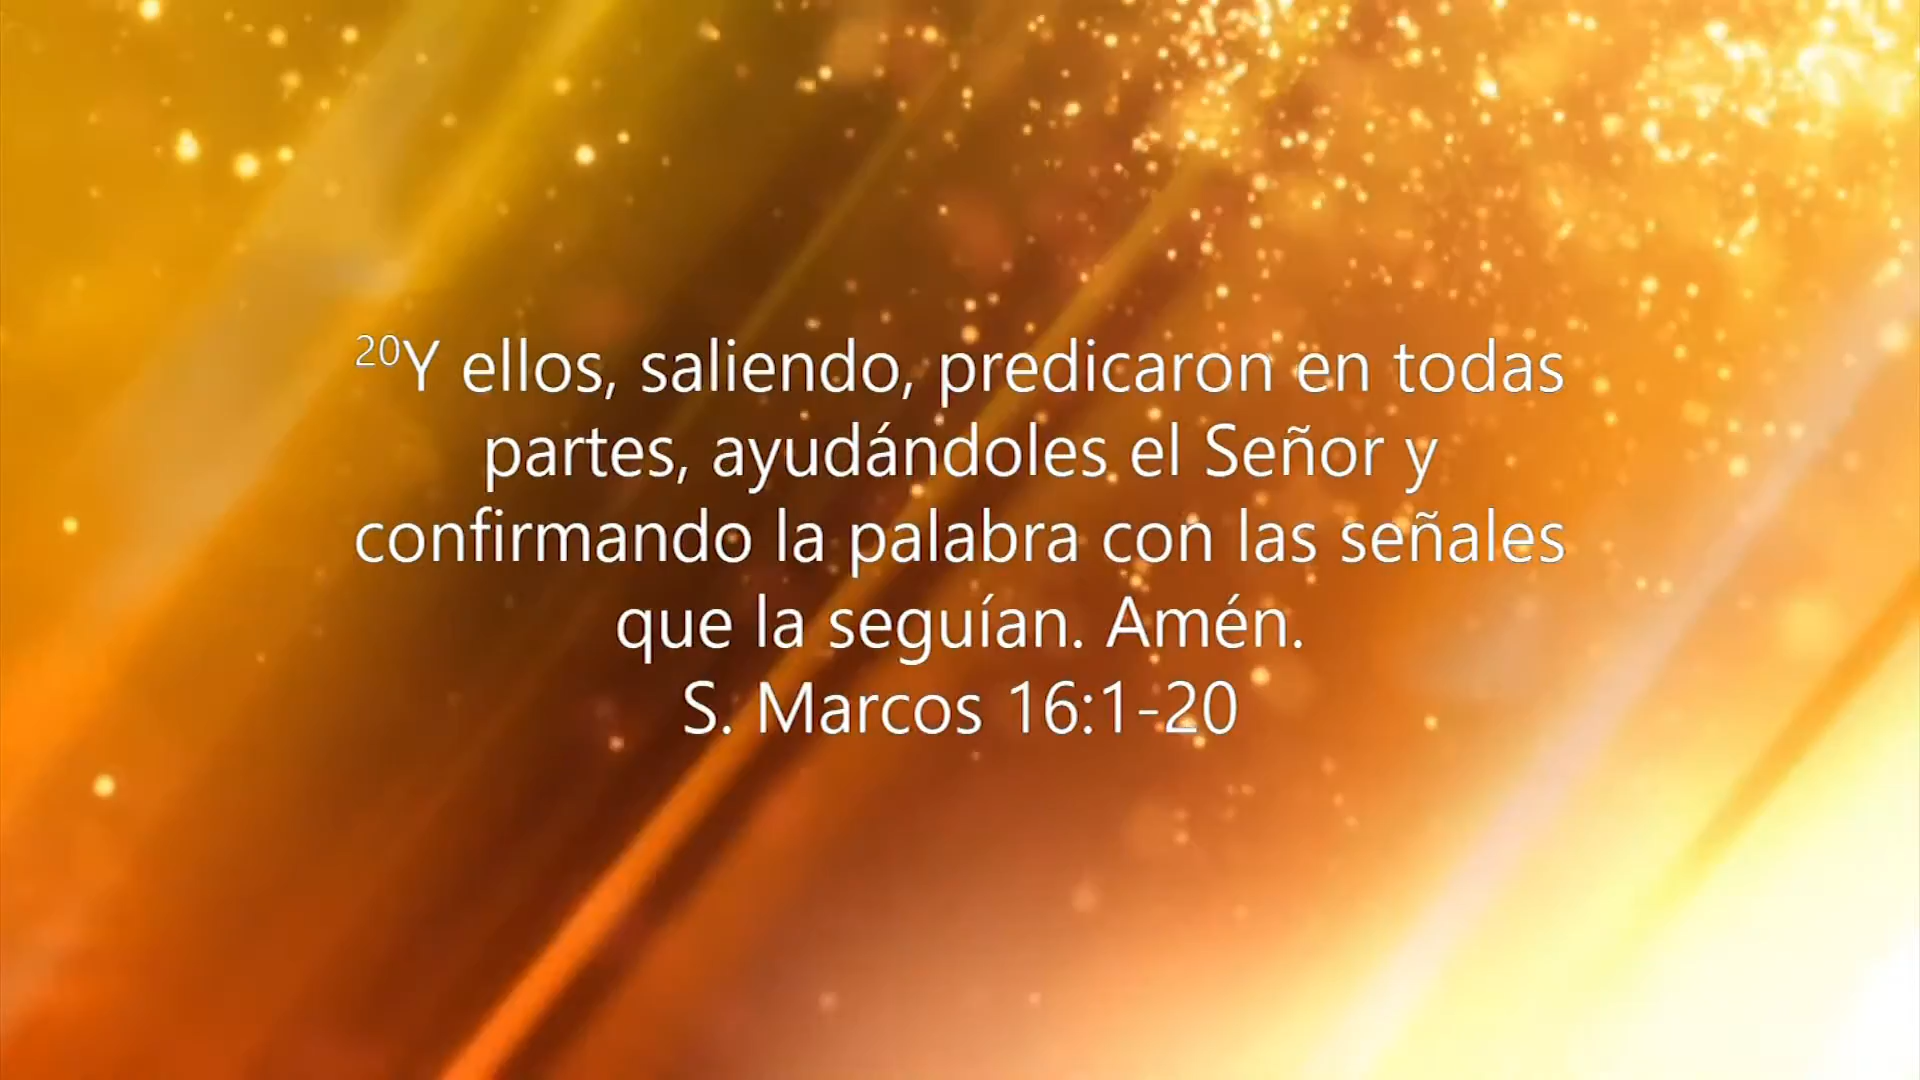 20Y ellos, saliendo, predicaron en todas
partes, ayudándoles el Señor y
confirmando la palabra con las señales
que la seguían. Amén.
S. Marcos 16:1-20